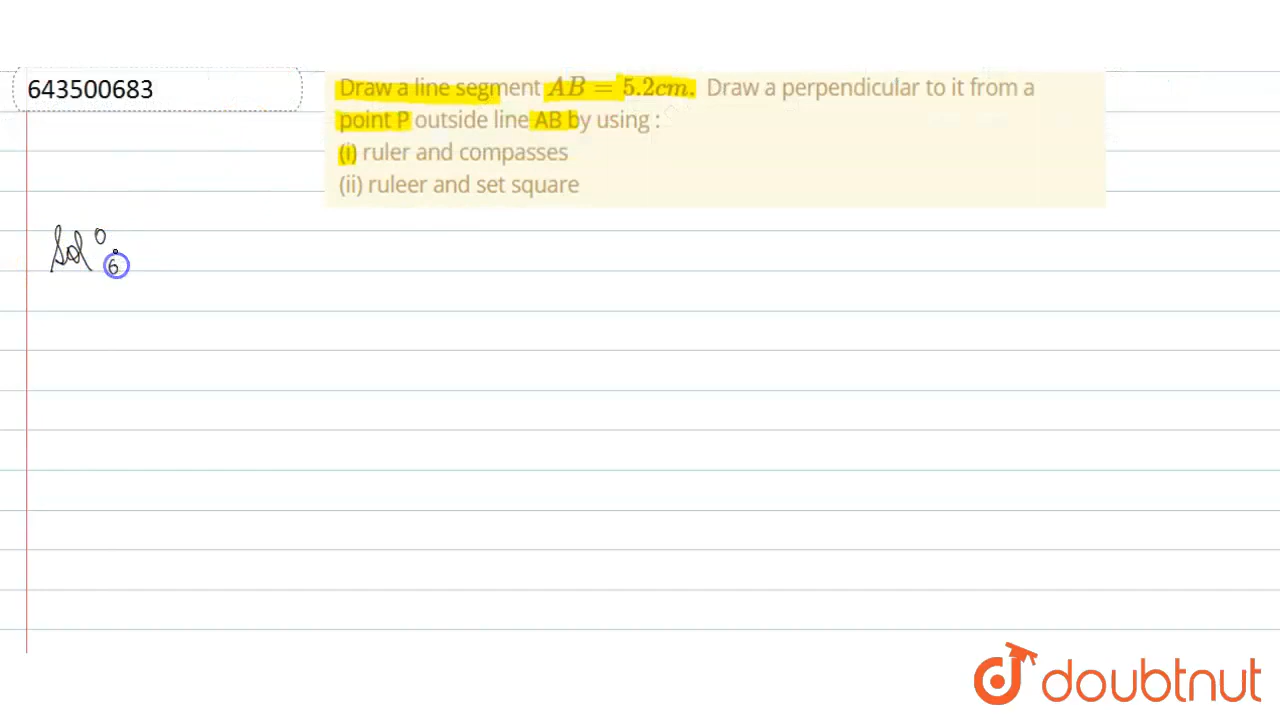 643500683
Draw a line segment AB = 5.2cm. Draw a perpendicular to it from a
point P outside line AB by using :
(i) ruler and compasses
(ii) ruleer and set square
Sol
doubtnut